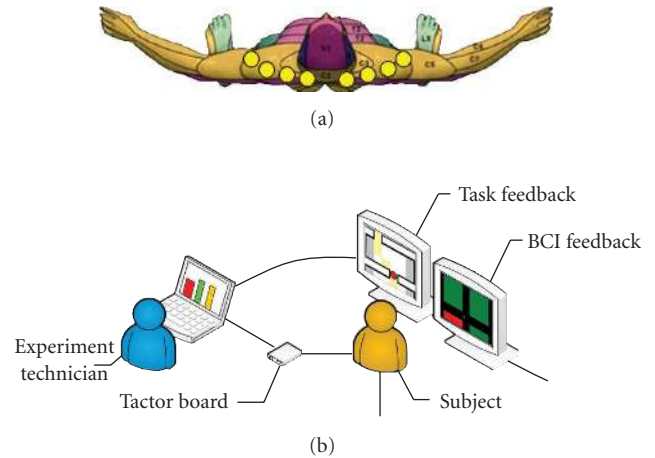 (a)
Task feedback
BCI feedback
Experiment
technician
Tactor board
Subject
(b)